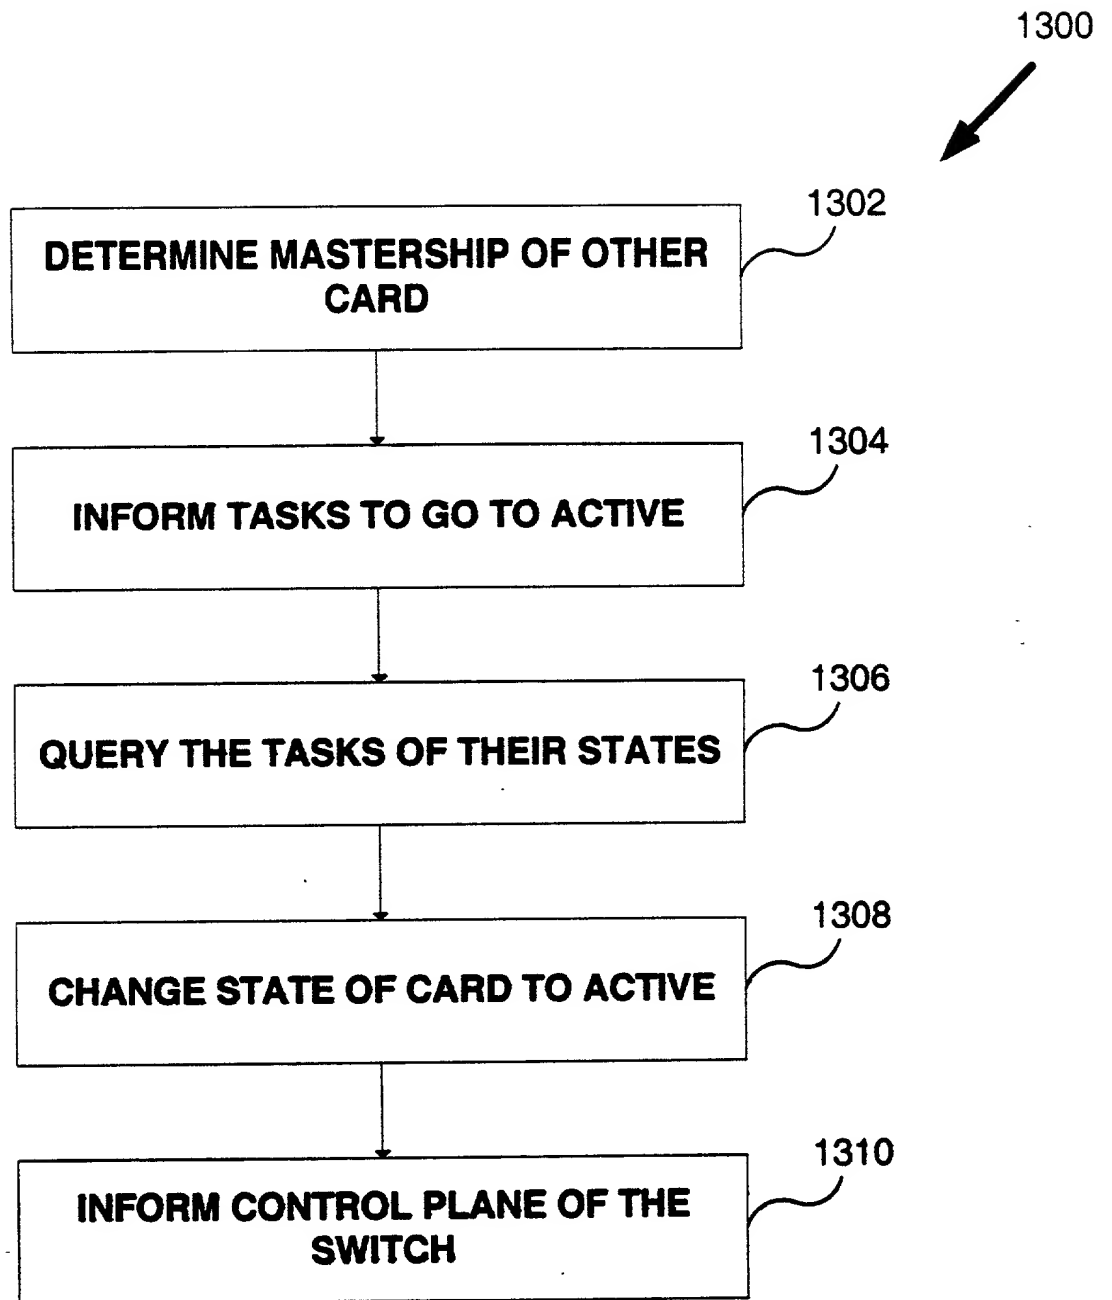 1300
1302
DETERMINE MASTERSHIP OF OTHER
CARD
1304
INFORM TASKS TO GO TO ACTIVE
1306
QUERY THE TASKS OF THEIR STATES
1308
CHANGE STATE OF CARD TO ACTIVE
1310
INFORM CONTROL PLANE OF THE
SWITCH